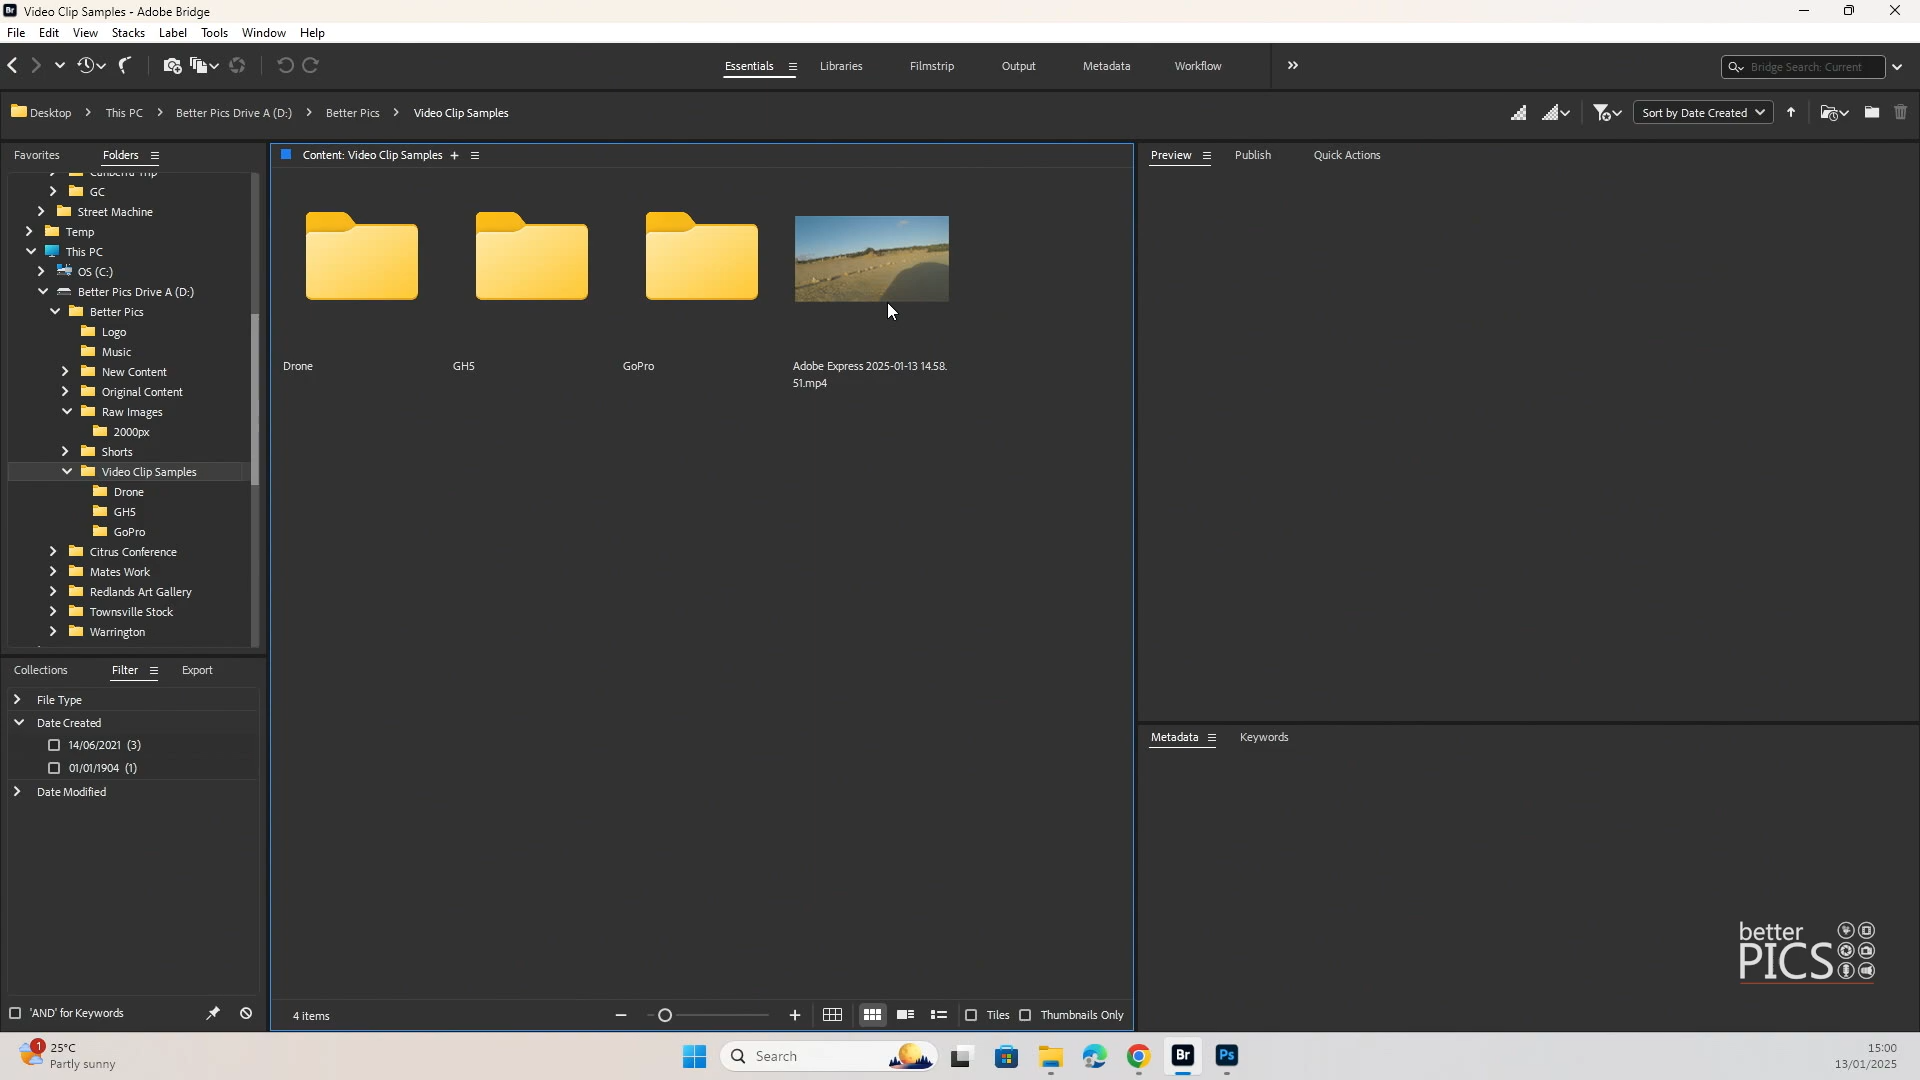 Br Video Clip Samples - Adobe Bridge
File Edit View Stacks Label Tools Window Help
Essentials Libraries Filmstrip Output Metadata Workflow
Bridge Search: Current
Desktop This PC Better Pics Drive A (D:) Better Pics Video Clip Samples
Sort by Date Created
Favorites Folders
Canberra Trip
GC
Street Machine
Temp
This PC
OS (C:)
Better Pics Drive A (D:)
Better Pics
Logo
Music
New Content
Original Content
Raw Images
2000px
Shorts
Video Clip Samples
Drone
GH5
GoPro
Citrus Conference
Mates Work
Redlands Art Gallery
Townsville Stock
Warrington
Collections Filter Export
File Type
Date Created
14/06/2021 (3)
01/01/1904 (1)
Date Modified
'AND' for Keywords
Content: Video Clip Samples
Drone
GH5
GoPro
Adobe Express 2025-01-13 14.58.
51.mp4
4 items
Tiles Thumbnails Only
Preview Publish Quick Actions
Metadata Keywords
better
PICS
1
25°C
Partly sunny
Search
Br
Ps
15:00
13/01/2025